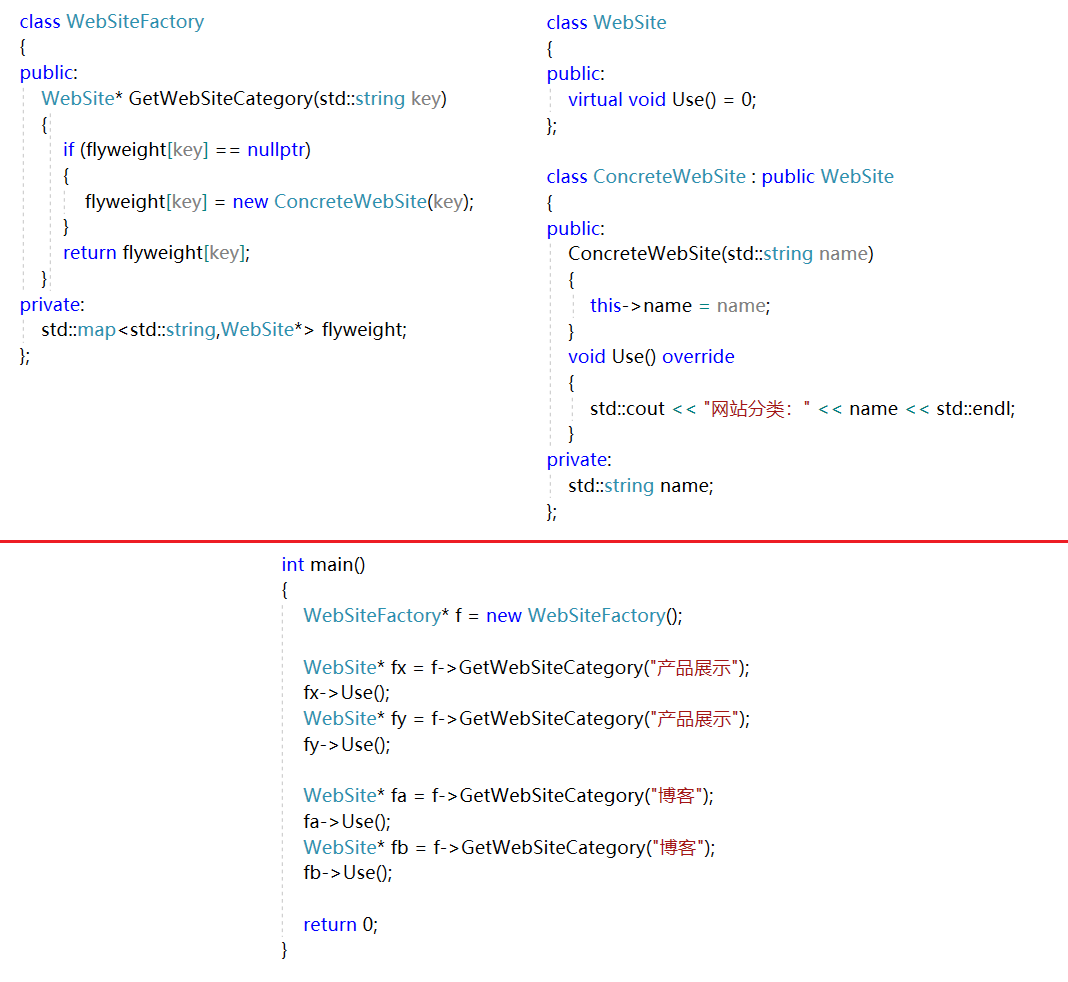 class WebSiteFactory
{
public:
    WebSite* GetWebSiteCategory(std::string key)
    {
        if (flyweight[key] == nullptr)
        {
            flyweight[key] = new ConcreteWebSite(key);
        }
        return flyweight[key];
    }
private:
    std::map<std::string,WebSite*> flyweight;
};
class WebSite
{
public:
    virtual void Use() = 0;
};
class ConcreteWebSite : public WebSite
{
public:
    ConcreteWebSite(std::string name)
    {
        this->name = name;
    }
    void Use() override
    {
        std::cout << "网站分类：" << name << std::endl;
    }
private:
    std::string name;
};
int main()
{
    WebSiteFactory* f = new WebSiteFactory();
    WebSite* fx = f->GetWebSiteCategory("产品展示");
    fx->Use();
    WebSite* fy = f->GetWebSiteCategory("产品展示");
    fy->Use();
    WebSite* fa = f->GetWebSiteCategory("博客");
    fa->Use();
    WebSite* fb = f->GetWebSiteCategory("博客");
    fb->Use();
    return 0;
}